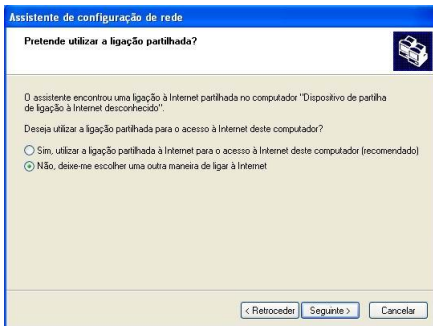 Assistente de configuração de rede
Pretende utilizar a ligação partilhada?
O assistente encontrou uma ligação à Internet partilhada no computador "Dispositivo de partilha
de ligação à Internet desconhecido".
Deseja utilizar a ligação partilhada para o acesso à Internet deste computador?
Sim, utilizar a ligação partilhada à Internet para o acesso à Internet deste computador (recomendado)
Não, deixe-me escolher uma outra maneira de ligar à Internet
< Retroceder Seguinte > Cancelar